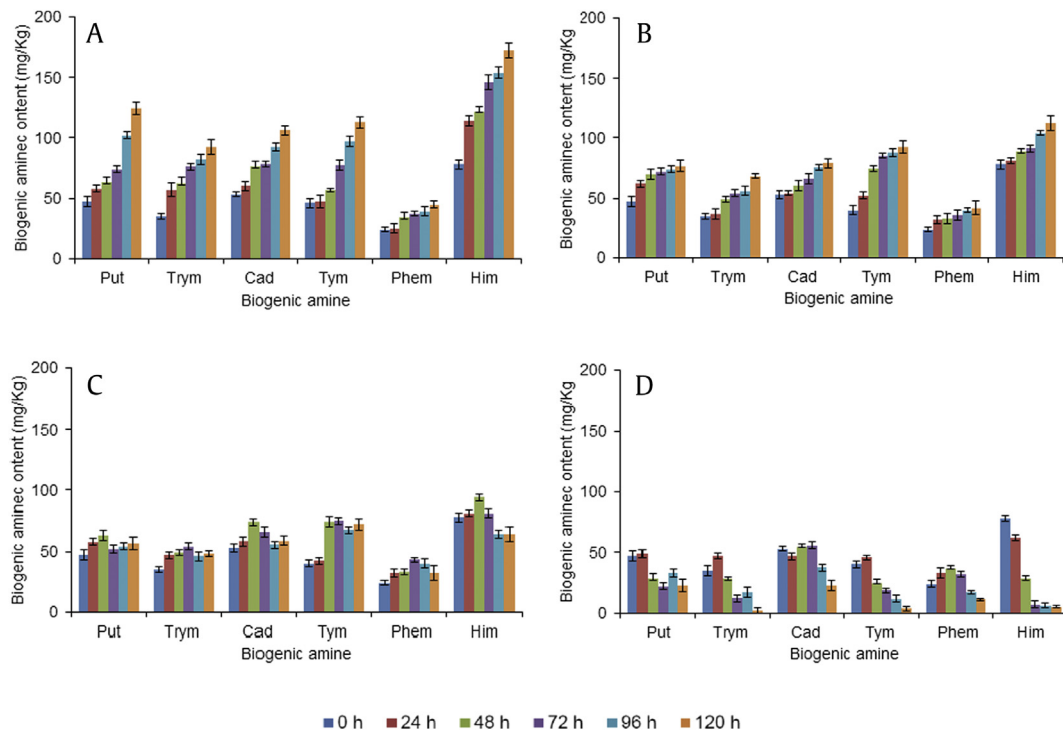 A
Biogenic aminec ontent (mg/Kg)
200
150
100
50
0
Put Trym Cad Tym Phem Him
Biogenic amine
B
Biogenic aminec ontent (mg/Kg
200
150
100
50
0
Put Trym Cad Tym Phem Him
Biogenic amine
C
Biogenic aminec ontent (mg/Kg)
200
150
100
50
0
Put Trym Cad Tym Phem Him
Biogenic amine
D
Biogenic aminec ontent (mg/Kg)
200
150
100
50
0
Put Trym Cad Tym Phem Him
Biogenic amine
0 h 24 h 48 h 72 h 96 h 120 h